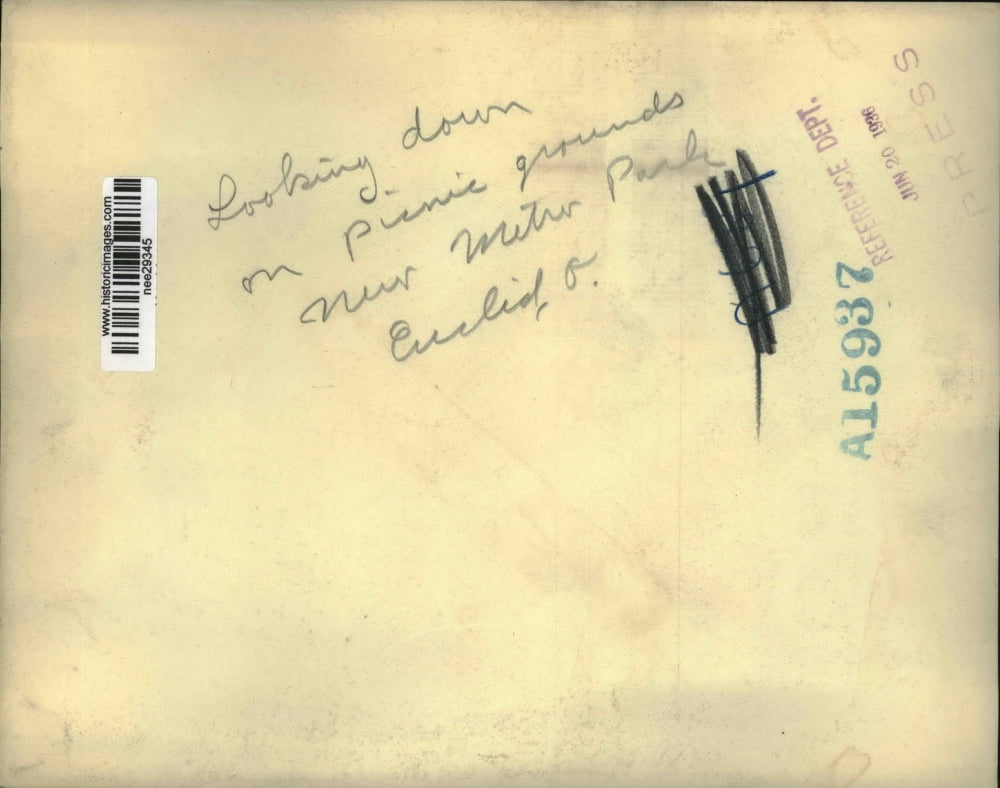 Looking down
on picnic grounds
New Metro Park
Euclid, O.
www.historicimages.com
nee29345
REFERENCE DEPT.
JUN 20 1936
PRESS
A15937